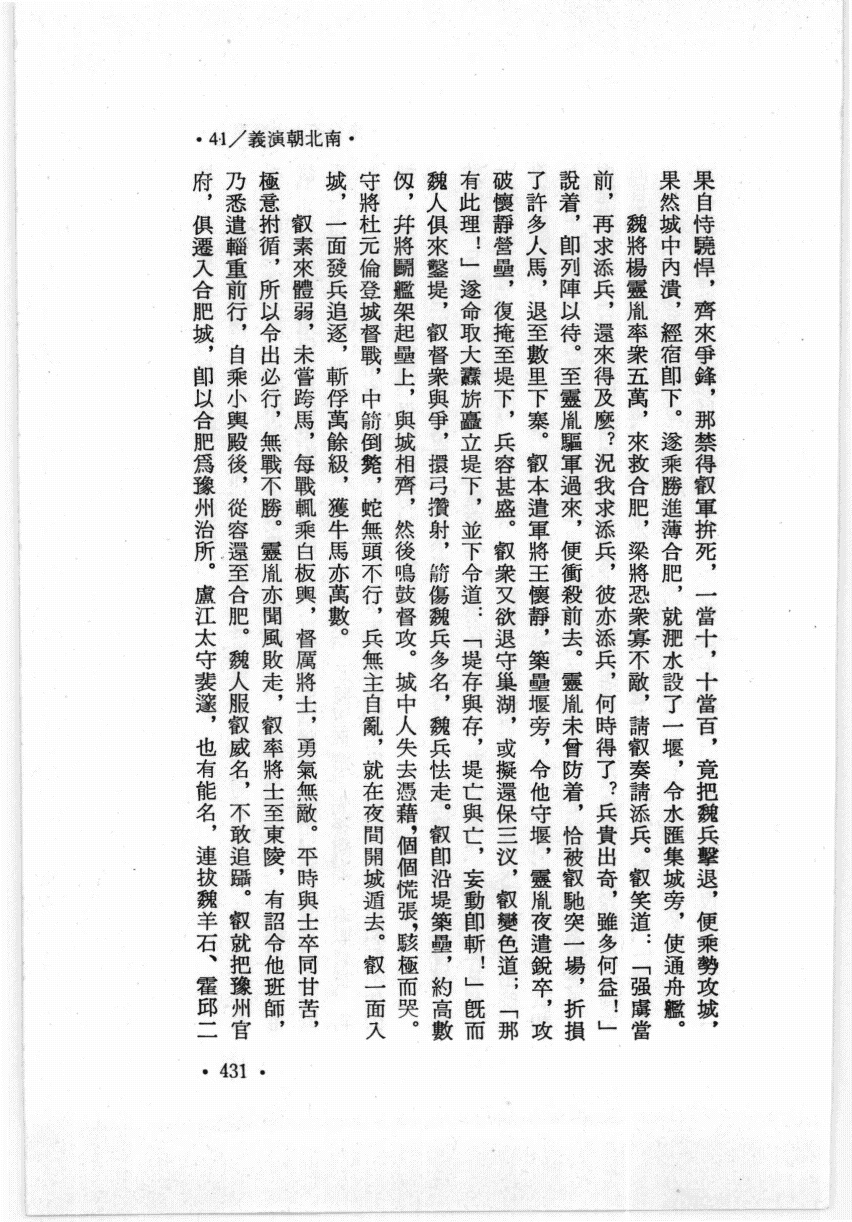 •41／義演朝北南•
果自恃驍悍，齊來爭鋒，那禁得叡軍拚死，一當十，十當百，竟把魏兵擊退，便乘勢攻城，
果然城中內潰，經宿卽下。遂乘勝進薄合肥，就淝水設了一堰，令水匯集城旁，使通舟艦。
魏將楊靈胤率衆五萬，來救合肥，梁將恐衆寡不敵，請叡奏請添兵。叡笑道：「强虜當
前，再求添兵，還來得及麽？況我求添兵，彼亦添兵，何時得了？兵貴出奇，雖多何益！」
說着，卽列陣以待。至靈胤驅軍過來，便衝殺前去。靈胤未曾防着，恰被叡馳突一場，折損
了許多人馬，退至數里下寨。叡本遣軍將王懷靜，築壘堰旁，令他守堰，靈胤夜遣銳卒，攻
破懷靜營壘，復掩至堤下，兵容甚盛。叡衆又欲退守巢湖，或擬還保三汊，叡變色道；「那
有此理！」遂命取大纛旂矗立堤下，並下令道：「堤存與存，堤亡與亡，妄動卽斬！」旣而
魏人俱來鑿堤，叡督衆與爭，擐弓攢射，箭傷魏兵多名，魏兵怯走。叡卽沿堤築壘，約高數
仭，幷將鬭艦架起壘上，與城相齊，然後鳴鼓督攻。城中人失去憑藉，個個慌張，駭極而哭。
守將杜元倫登城督戰，中箭倒斃，蛇無頭不行，兵無主自亂，就在夜間開城遁去。叡一面入
城，一面發兵追逐，斬俘萬餘級，獲牛馬亦萬數。
叡素來體弱，未嘗跨馬，每戰輒乘白板輿，督厲將士，勇氣無敵。平時與士卒同甘苦，
極意拊循，所以令出必行，無戰不勝。靈胤亦聞風敗走，叡率將士至東陵，有詔令他班師，
乃悉遣輜重前行，自乘小輿殿後，從容還至合肥。魏人服叡威名，不敢追躡。叡就把豫州官
府，俱遷入合肥城，卽以合肥爲豫州治所。盧江太守裴邃，也有能名，連拔魏羊石、霍邱二
•431•